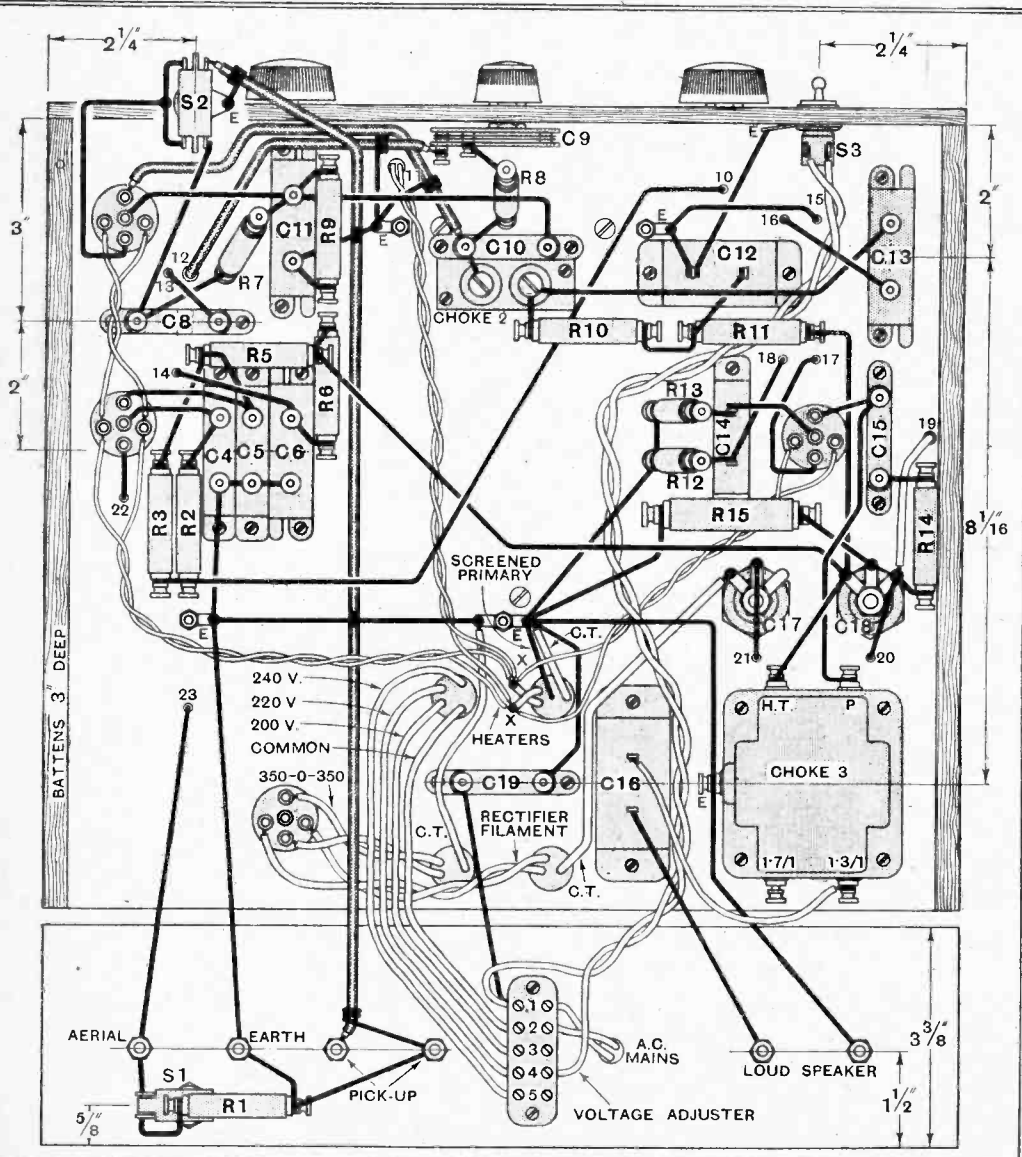 2 1/4"
2 1/4"
S2
E
C9
E
S3
3"
11
R8
10
15
16
2"
C11
R9
E
E
C10
C12
C.13
12
13
R7
CHOKE 2
C8
R10
R11
R5
R6
18
17
2"
14
R13
C14
C15
19
C4
C5
C6
R12
22
R3
R2
R15
R14
8 1/16"
SCREENED
PRIMARY
E
E
C.T.
C17
C18
X
21
20
240 V.
220 V
200 V.
COMMON
23
X
HEATERS
H.T.
P
BATTENS 3" DEEP
350-0-350
C19
C16
E
CHOKE 3
C.T.
RECTIFIER
FILAMENT
C.T.
1·7/1
1·3/1
AERIAL
EARTH
1
2
3
4
5
A.C.
MAINS
LOUD SPEAKER
3 3/8"
S1
R1
PICK-UP
VOLTAGE ADJUSTER
5/8"
1 1/2"